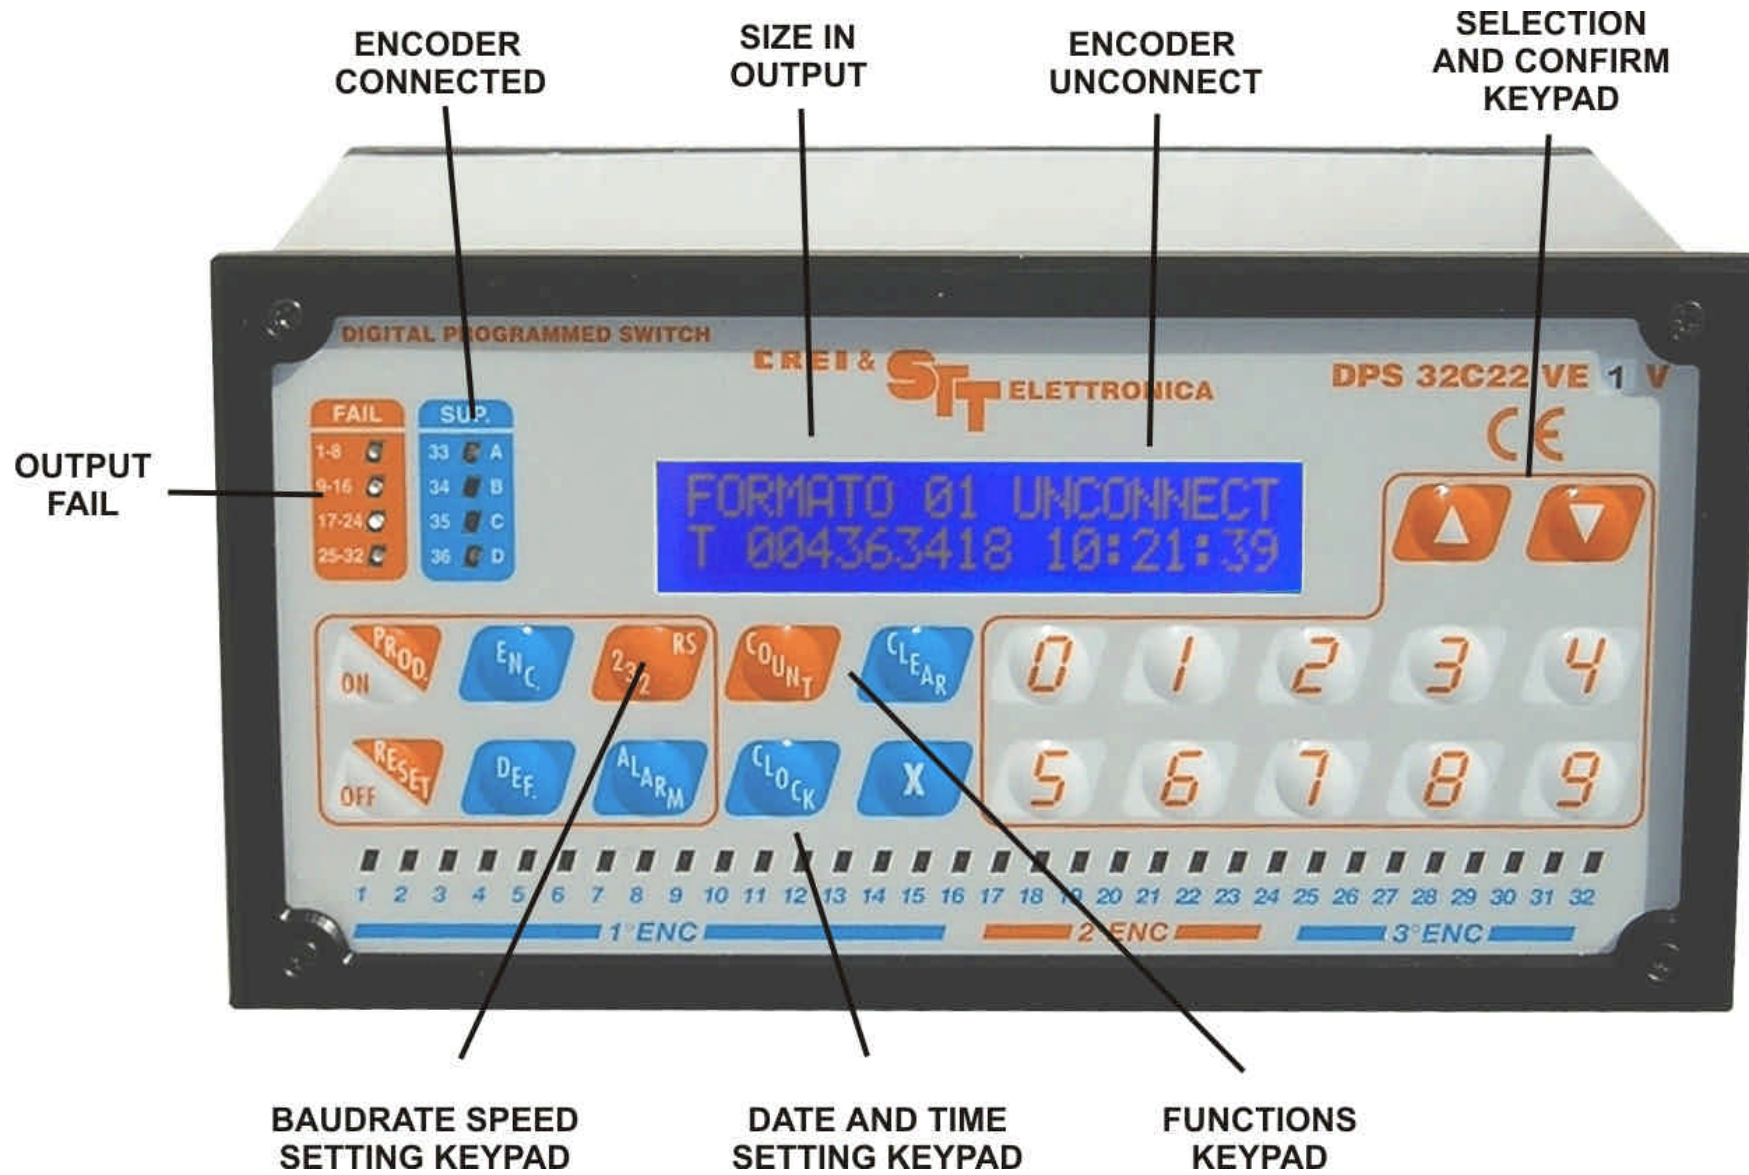 ENCODER
CONNECTED
SIZE IN
OUTPUT
ENCODER
UNCONNECT
SELECTION
AND CONFIRM
KEYPAD
OUTPUT
FAIL
DIGITAL PROGRAMMED SWITCH
CREI & STT ELETTRONICA
DPS 32C22 VE 1 V
CE
FAIL
1-8
9-16
17-24
25-32
SUP.
33 A
34 B
35 C
36 D
FORMATO 01 UNCONNECT
T 004363418 10:21:39
PROD. ON
ENC.
RS 232
COUNT
CLEAR
0 1 2 3 4
RESET OFF
DEF.
ALARM
CLOCK
X
5 6 7 8 9
1 2 3 4 5 6 7 8 9 10 11 12 13 14 15 16 17 18 19 20 21 22 23 24 25 26 27 28 29 30 31 32
1°ENC 2°ENC 3°ENC
BAUDRATE SPEED
SETTING KEYPAD
DATE AND TIME
SETTING KEYPAD
FUNCTIONS
KEYPAD